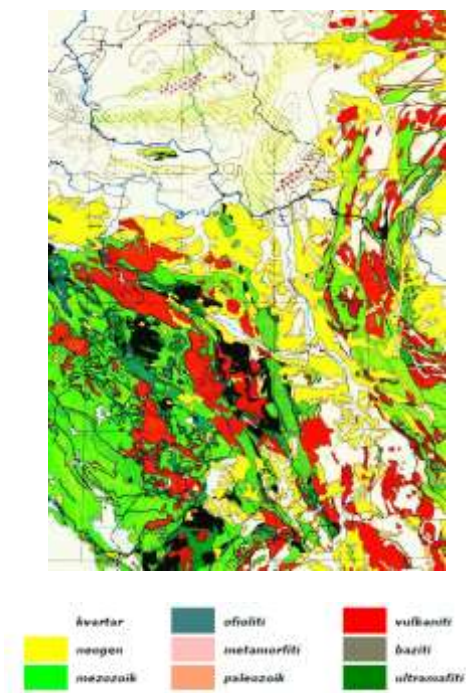 kvartar ofioliti vulkaniti
neogen metamorfiti baziti
mezozoik paleozoik ultramafiti